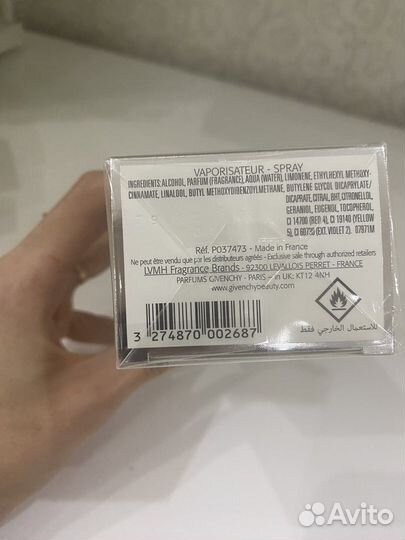 VAPORISATEUR - SPRAY
INGREDIENTS: ALCOHOL, PARFUM (FRAGRANCE), AQUA (WATER), LIMONENE, ETHYLHEXYL METHOXY-
CINNAMATE, LINALOOL, BUTYL METHOXYDIBENZOYLMETHANE, BUTYLENE GLYCOL DICAPRYLATE/
DICAPRATE, CITRAL, BHT, CITRONELLOL,
GERANIOL, EUGENOL, TOCOPHEROL,
CI 14700 (RED 4), CI 19140 (YELLOW
5), CI 60735 (EXT. VIOLET 2). 07971M
Réf. P037473 - Made in France
Ne peut être vendu que par les distributeurs agréés - Exclusive sale through authorized retailers
LVMH Fragrance Brands - 92300 LEVALLOIS PERRET - FRANCE
PARFUMS GIVENCHY - PARIS - in UK: KT12 4NH
www.givenchybeauty.com
3 274870 002687
للاستعمال الخارجي فقط
Avito